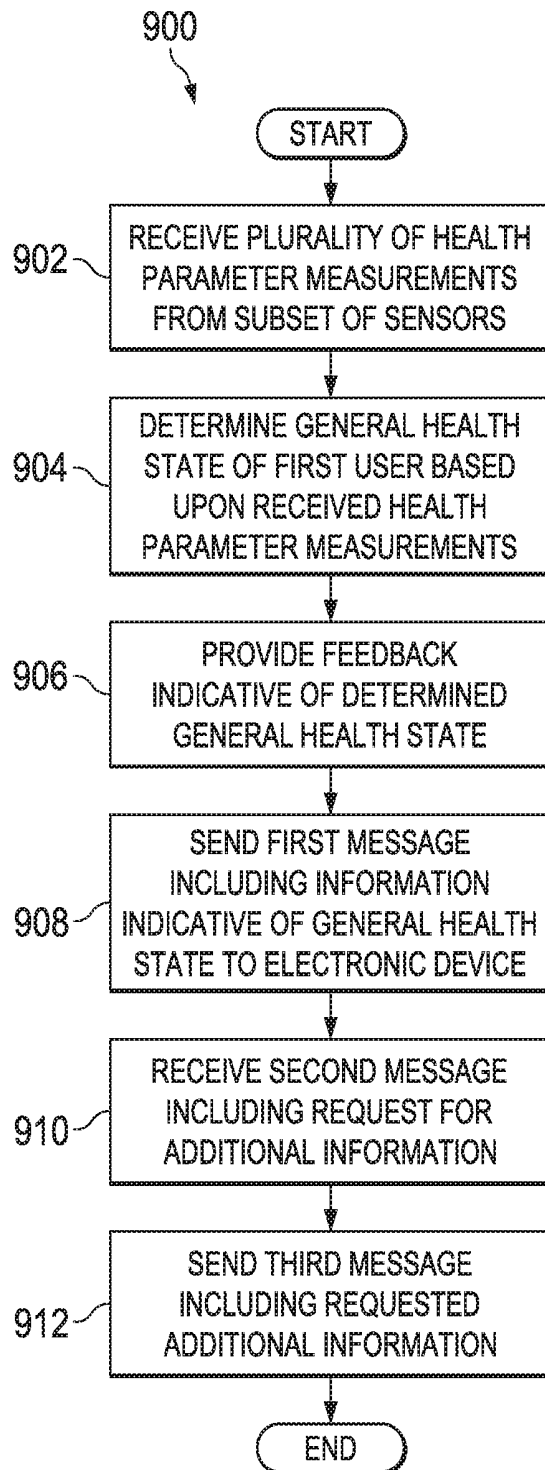 900
START
902
RECEIVE PLURALITY OF HEALTH
PARAMETER MEASUREMENTS
FROM SUBSET OF SENSORS
904
DETERMINE GENERAL HEALTH
STATE OF FIRST USER BASED
UPON RECEIVED HEALTH
PARAMETER MEASUREMENTS
906
PROVIDE FEEDBACK
INDICATIVE OF DETERMINED
GENERAL HEALTH STATE
908
SEND FIRST MESSAGE
INCLUDING INFORMATION
INDICATIVE OF GENERAL HEALTH
STATE TO ELECTRONIC DEVICE
910
RECEIVE SECOND MESSAGE
INCLUDING REQUEST FOR
ADDITIONAL INFORMATION
912
SEND THIRD MESSAGE
INCLUDING REQUESTED
ADDITIONAL INFORMATION
END